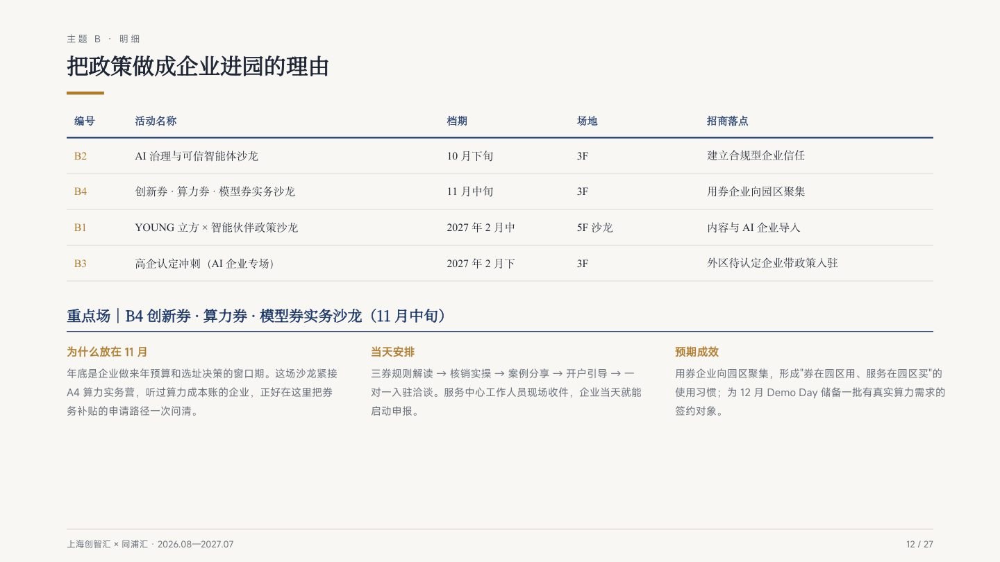 主题 B · 明细
把政策做成企业进园的理由
编号 活动名称 档期 场地 招商落点
B2 AI 治理与可信智能体沙龙 10 月下旬 3F 建立合规型企业信任
B4 创新券 · 算力券 · 模型券实务沙龙 11 月中旬 3F 用券企业向园区聚集
B1 YOUNG 立方 × 智能伙伴政策沙龙 2027 年 2 月中 5F 沙龙 内容与 AI 企业导入
B3 高企认定冲刺（AI 企业专场） 2027 年 2 月下 3F 外区待认定企业带政策入驻
重点场｜B4 创新券 · 算力券 · 模型券实务沙龙（11 月中旬）
为什么放在 11 月
年底是企业做来年预算和选址决策的窗口期。这场沙龙紧接
A4 算力实务营，听过算力成本账的企业，正好在这里把券
务补贴的申请路径一次问清。
当天安排
三券规则解读 → 核销实操 → 案例分享 → 开户引导 → 一
对一入驻洽谈。服务中心工作人员现场收件，企业当天就能
启动申报。
预期成效
用券企业向园区聚集，形成"券在园区用、服务在园区买"的
使用习惯；为 12 月 Demo Day 储备一批有真实算力需求的
签约对象。
上海创智汇 × 同浦汇 · 2026.08—2027.07
12 / 27